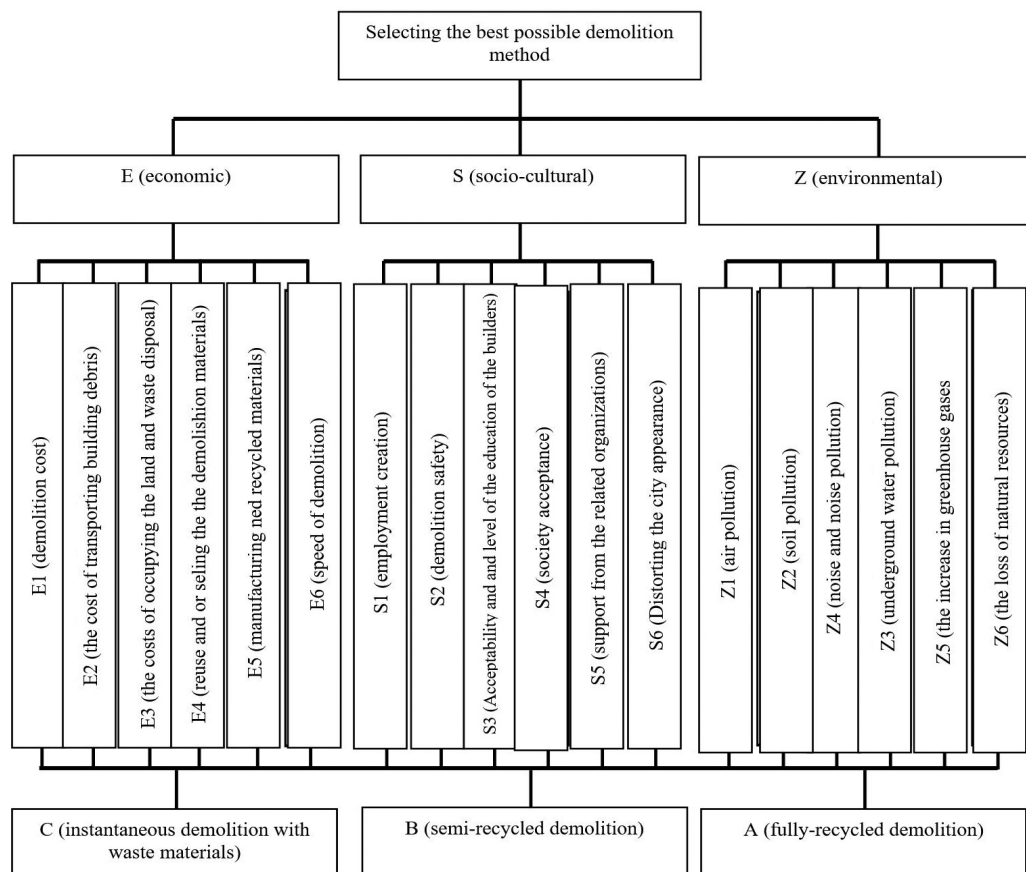 Selecting the best possible demolition
method
E (economic)
S (socio-cultural)
Z (environmental)
E1 (demolition cost)
E2 (the cost of transporting building debris)
E3 (the costs of occupying the land and waste disposal)
E4 (reuse and or seling the the demolishion materials)
E5 (manufacturing ned recycled materials)
E6 (speed of demolition)
S1 (employment creation)
S2 (demolition safety)
S3 (Acceptability and and level of the education of the builders)
S4 (society acceptance)
S5 (support from the related organizations)
S6 (Distorting the city appearance)
Z1 (air pollution)
Z2 (soil pollution)
Z4 (noise and noise pollution)
Z3 (underground water pollution)
Z5 (the increase in greenhouse gases
Z6 (the loss of natural resources)
C (instantaneous demolition with
waste materials)
B (semi-recycled demolition)
A (fully-recycled demolition)